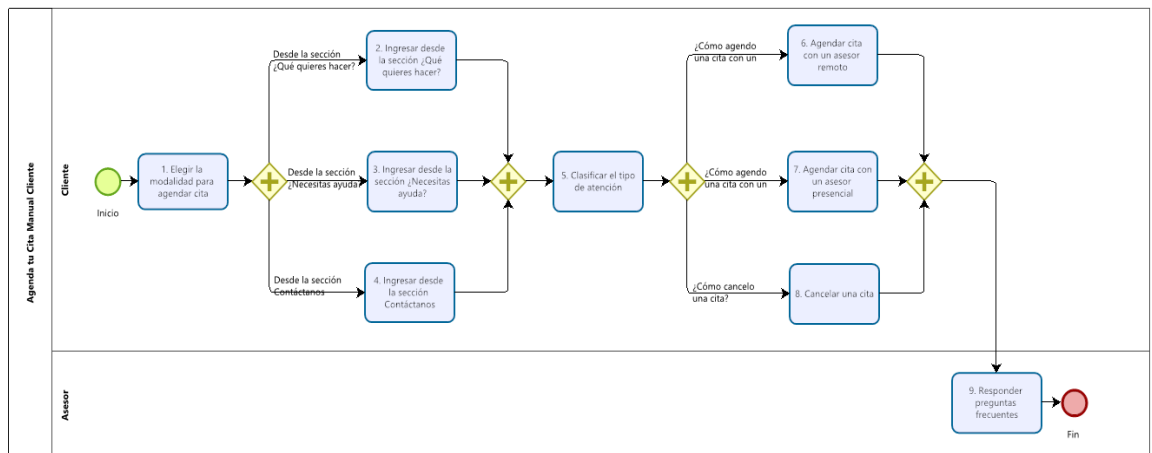 Agenda tu Cita Manual Cliente
Cliente
Inicio
1. Elegir la
modalidad para
agendar cita
Desde la sección
¿Qué quieres hacer?
2. Ingresar desde
la sección ¿Qué
quieres hacer?
Desde la sección
¿Necesitas ayuda?
3. Ingresar desde la
sección ¿Necesitas
ayuda?
Desde la sección
Contáctanos
4. Ingresar desde
la sección
Contáctanos
5. Clasificar el tipo
de atención
¿Cómo agendo
una cita con un
6. Agendar cita
con un asesor
remoto
¿Cómo agendo
una cita con un
7. Agendar cita con
un asesor
presencial
¿Cómo cancelo
una cita?
8. Cancelar una cita
Asesor
9. Responder
preguntas
frecuentes
Fin